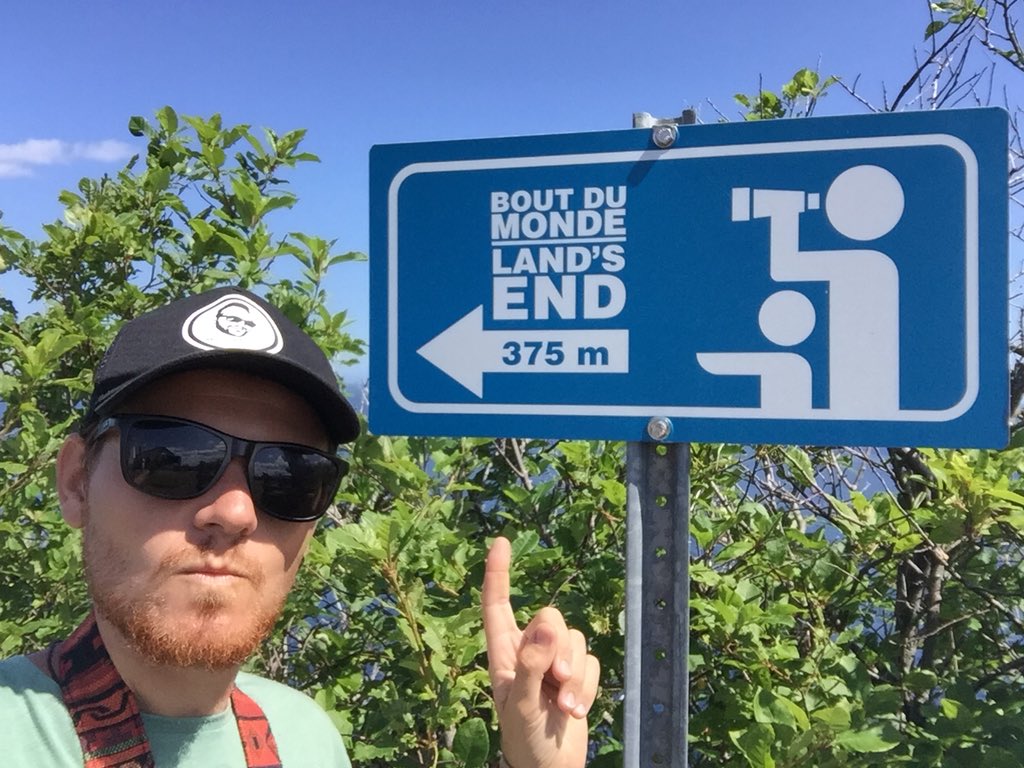 BOUT DU
MONDE
LAND'S
END
375 m